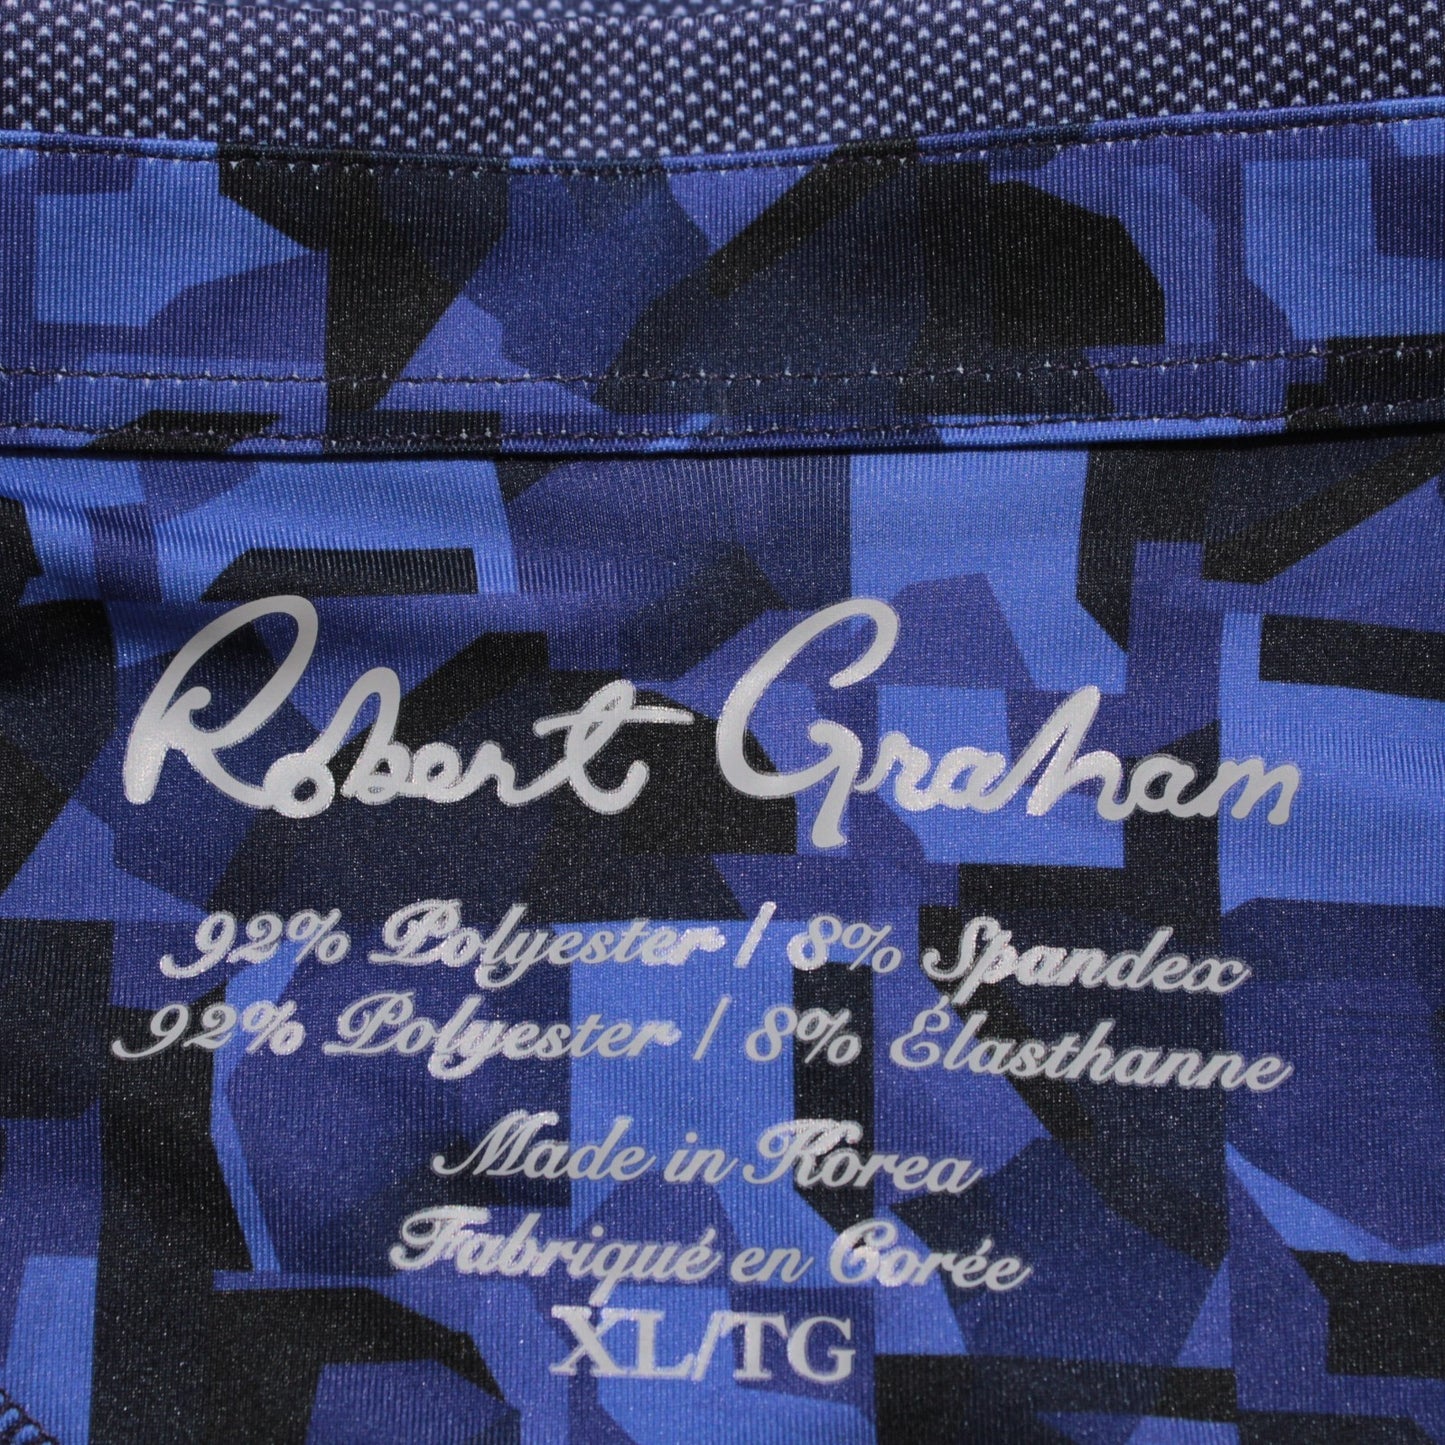 Robert Graham
92% Polyester / 8% Spandex
92% Polyester / 8% Élasthanne
Made in Korea
Fabriqué en Corée
XL/TG